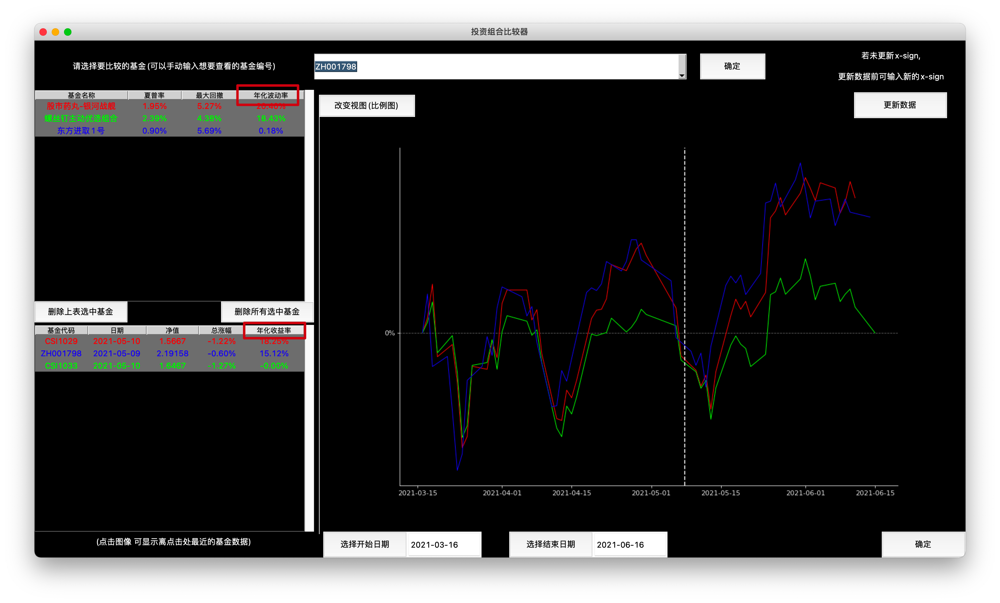 投资组合比较器
请选择要比较的基金(可以手动输入想要查看的基金编号)
ZH001798
确定
若未更新x-sign,
更新数据前可输入新的x-sign
改变视图(比例图)
更新数据
基金名称 夏普率 最大回撤 年化波动率
股市药丸-银河战舰 1.95% 5.27% 20.40%
螺丝钉主动优选组合 2.39% 4.38% 18.43%
东方进取1号 0.90% 5.69% 0.18%
删除上表选中基金
删除所有选中基金
基金代码 日期 净值 总涨幅 年化收益率
CSI1029 2021-05-10 1.5667 -1.22% 18.25%
ZH001798 2021-05-09 2.19158 -0.60% 15.12%
CSI1033 2021-05-10 1.6467 -1.27% -0.00%
(点击图像 可显示离点击处最近的基金数据)
0%
2021-03-15 2021-04-01 2021-04-15 2021-05-01 2021-05-15 2021-06-01 2021-06-15
选择开始日期 2021-03-16
选择结束日期 2021-06-16
确定